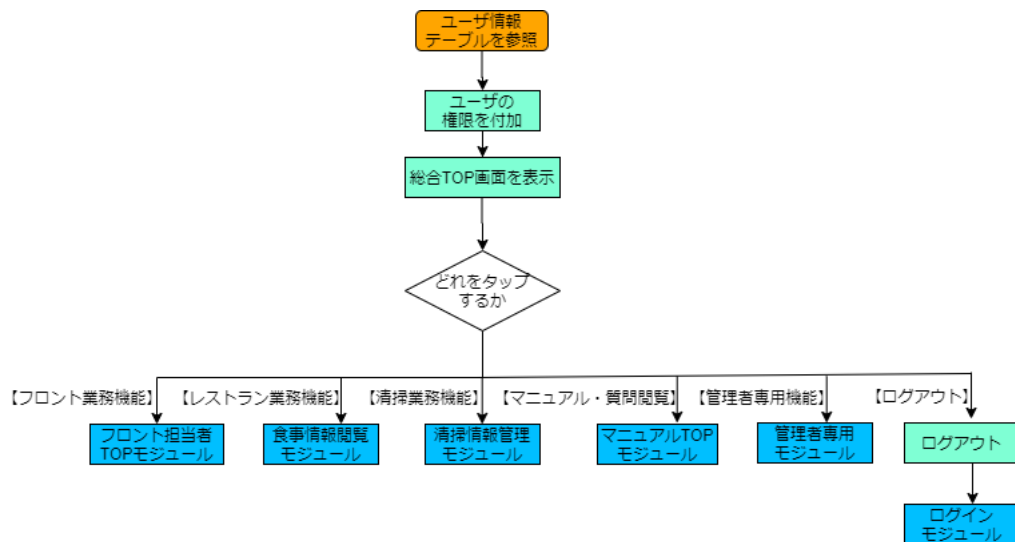 ユーザ情報
テーブルを参照
ユーザの
権限を付加
総合TOP画面を表示
どれをタップ
するか
【フロント業務機能】
【レストラン業務機能】
【清掃業務機能】
【マニュアル・質問閲覧】
【管理者専用機能】
【ログアウト】
フロント担当者
TOPモジュール
食事情報閲覧
モジュール
清掃情報管理
モジュール
マニュアルTOP
モジュール
管理者専用
モジュール
ログアウト
ログイン
モジュール